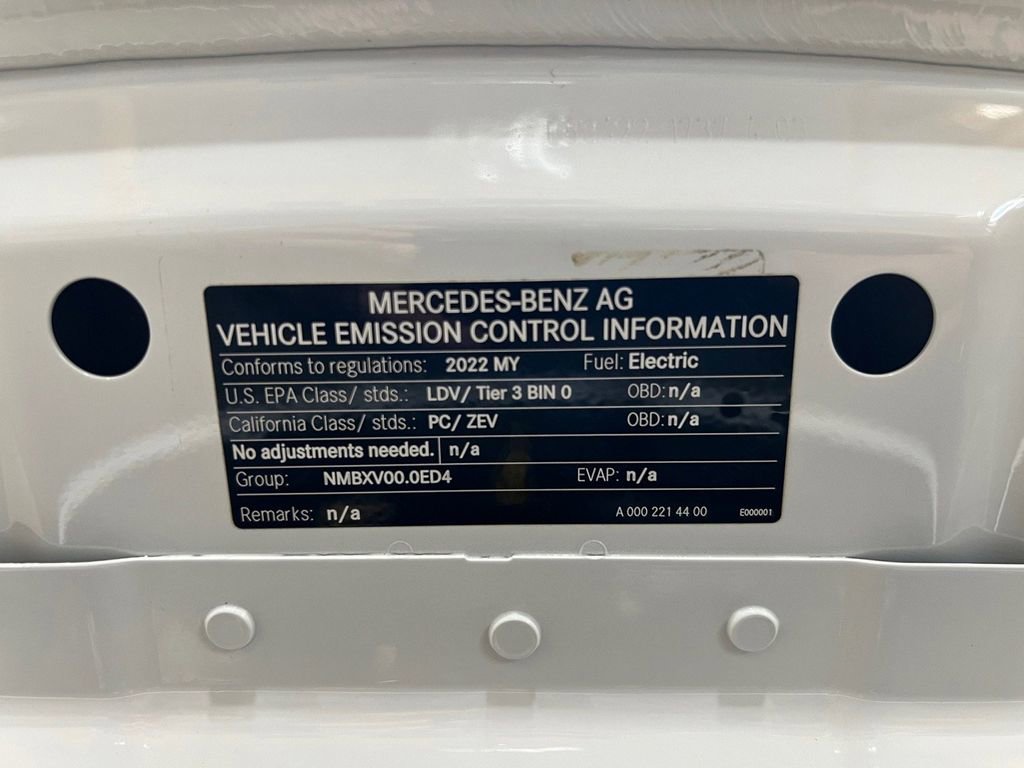 MERCEDES-BENZ AG
VEHICLE EMISSION CONTROL INFORMATION
Conforms to regulations: 2022 MY Fuel: Electric
U.S. EPA Class/ stds.: LDV/ Tier 3 BIN 0 OBD: n/a
California Class/ stds.: PC/ ZEV OBD: n/a
No adjustments needed. n/a
Group: NMBXV00.0ED4 EVAP: n/a
Remarks: n/a A 000 221 44 00 E000001